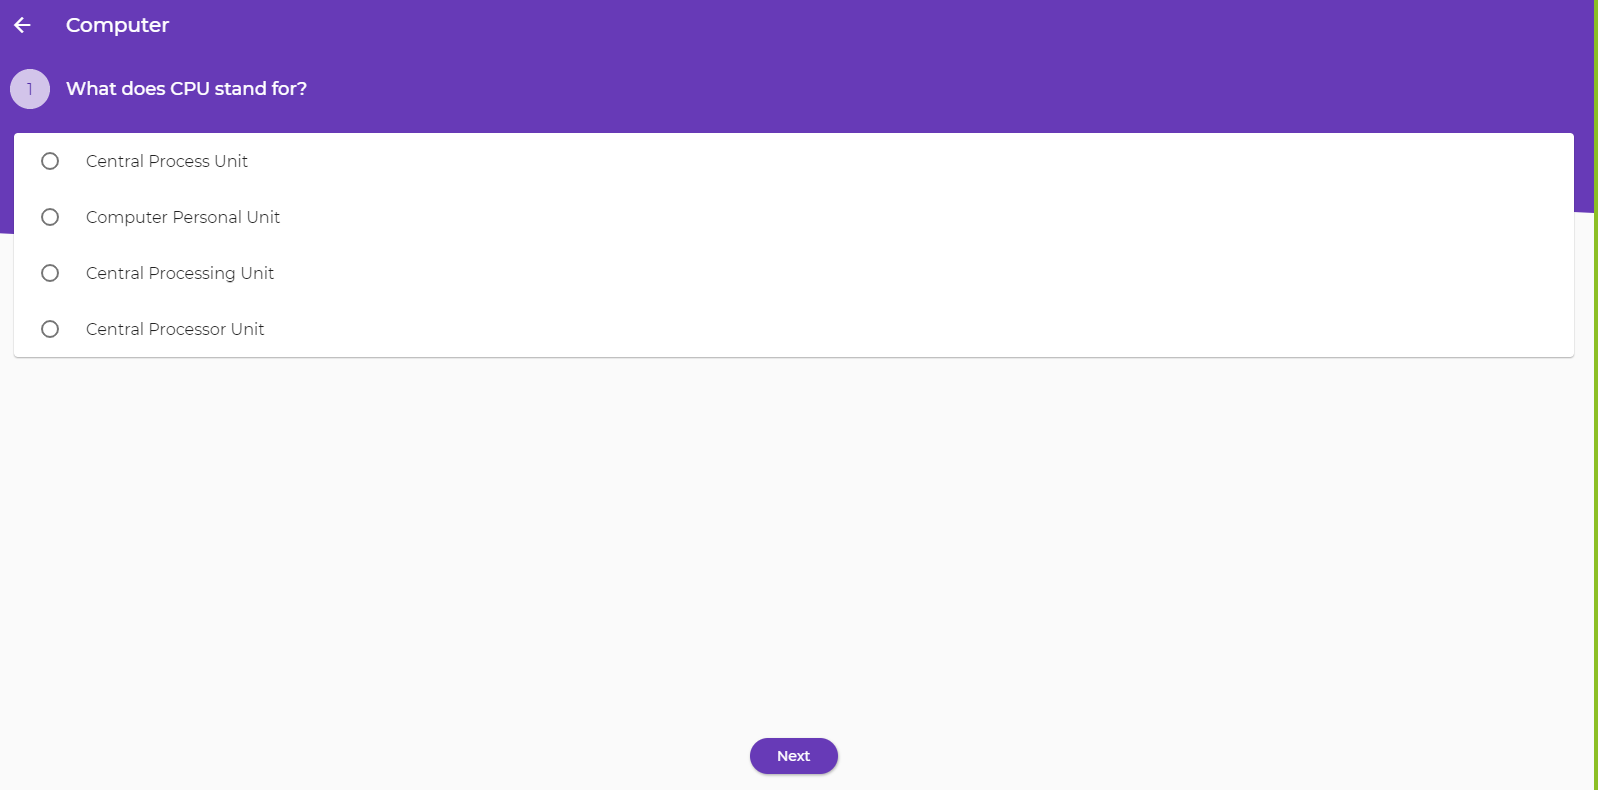 Computer
1 What does CPU stand for?
Central Process Unit
Computer Personal Unit
Central Processing Unit
Central Processor Unit
Next